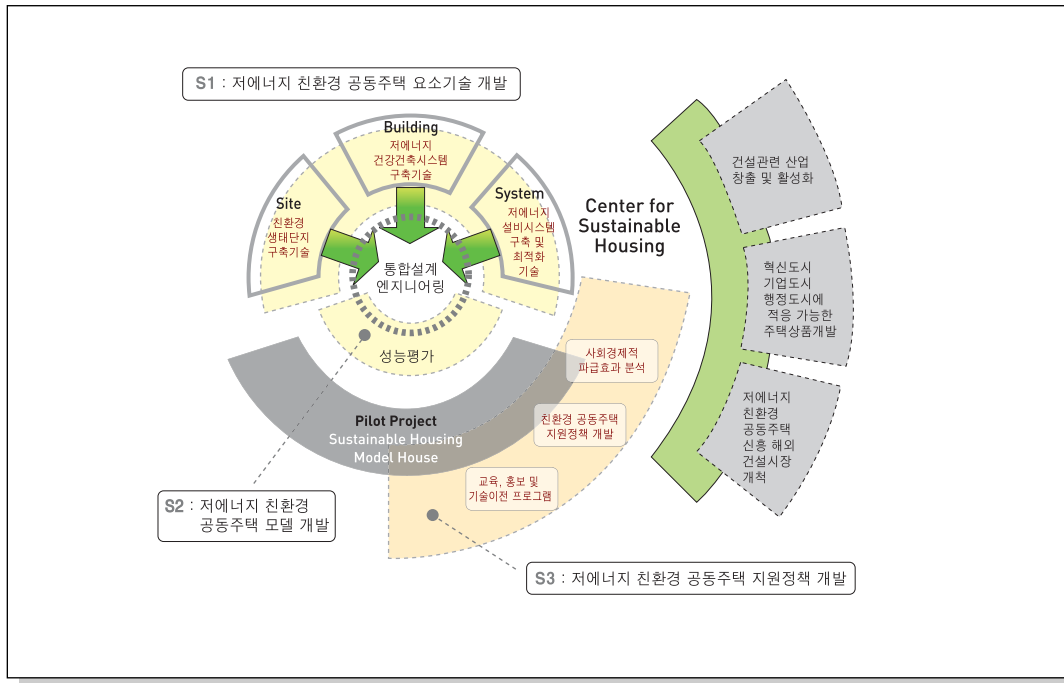 S1 : 저에너지 친환경 공동주택 요소기술 개발
Building
저에너지
건강건축시스템
구축기술
Site
친환경
생태단지
구축기술
System
저에너지
설비시스템
구축 및
최적화
기술
통합설계
엔지니어링
성능평가
Pilot Project
Sustainable Housing
Model House
사회경제적
파급효과 분석
친환경 공동주택
지원정책 개발
교육, 홍보 및
기술이전 프로그램
S2 : 저에너지 친환경
공동주택 모델 개발
S3 : 저에너지 친환경 공동주택 지원정책 개발
Center for
Sustainable
Housing
건설관련 산업
창출 및 활성화
혁신도시
기업도시
행정도시에
적응 가능한
주택상품개발
저에너지
친환경
공동주택
신흥 해외
건설시장
개척